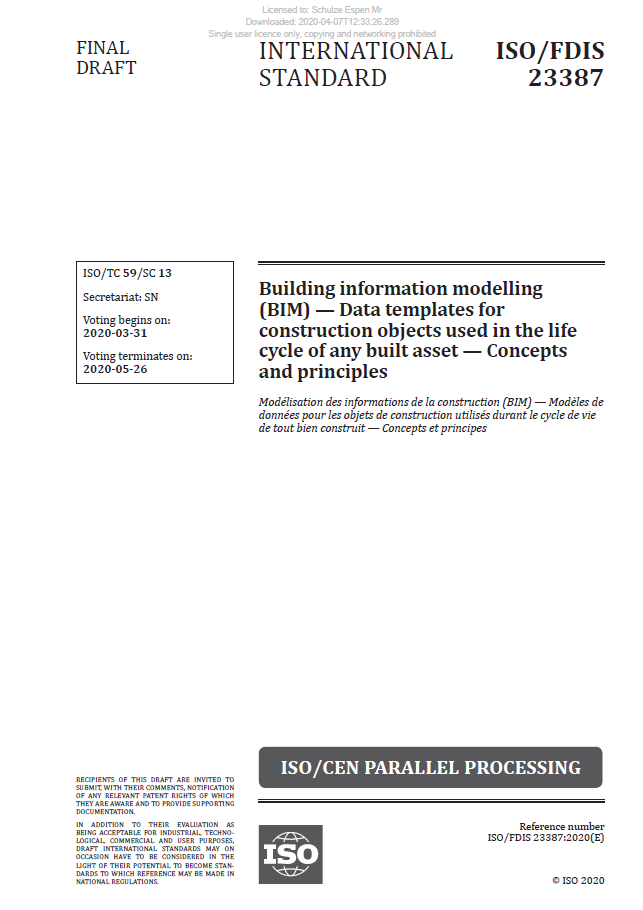 Licensed to: Schulze Espen Mr
Downloaded: 2020-04-07T12:33:26.289
Single user licence only, copying and networking prohibited
FINAL
DRAFT
INTERNATIONAL
STANDARD
ISO/FDIS
23387
ISO/TC 59/SC 13
Secretariat: SN
Voting begins on:
2020-03-31
Voting terminates on:
2020-05-26
Building information modelling
(BIM) — Data templates for
construction objects used in the life
cycle of any built asset — Concepts
and principles
Modélisation des informations de la construction (BIM) — Modèles de
données pour les objets de construction utilisés durant le cycle de vie
de tout bien construit — Concepts et principes
ISO/CEN PARALLEL PROCESSING
RECIPIENTS OF THIS DRAFT ARE INVITED TO
SUBMIT, WITH THEIR COMMENTS, NOTIFICATION
OF ANY RELEVANT PATENT RIGHTS OF WHICH
THEY ARE AWARE AND TO PROVIDE SUPPORTING
DOCUMENTATION.
IN ADDITION TO THEIR EVALUATION AS
BEING ACCEPTABLE FOR INDUSTRIAL, TECHNO-
LOGICAL, COMMERCIAL AND USER PURPOSES,
DRAFT INTERNATIONAL STANDARDS MAY ON
OCCASION HAVE TO BE CONSIDERED IN THE
LIGHT OF THEIR POTENTIAL TO BECOME STAN-
DARDS TO WHICH REFERENCE MAY BE MADE IN
NATIONAL REGULATIONS.
ISO
Reference number
ISO/FDIS 23387:2020(E)
© ISO 2020